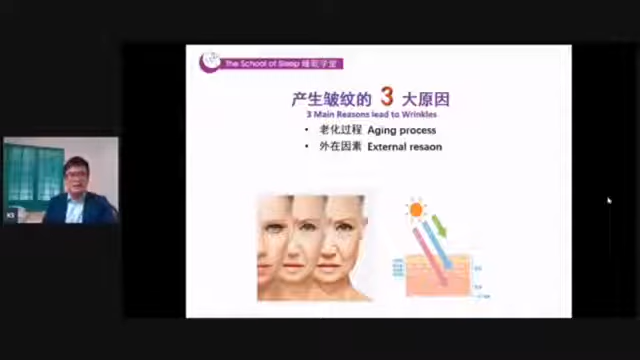 The School of Sleep 睡眠学堂
产生皱纹的 3 大原因
3 Main Reasons lead to Wrinkles
• 老化过程 Aging process
• 外在因素 External resaon
KS